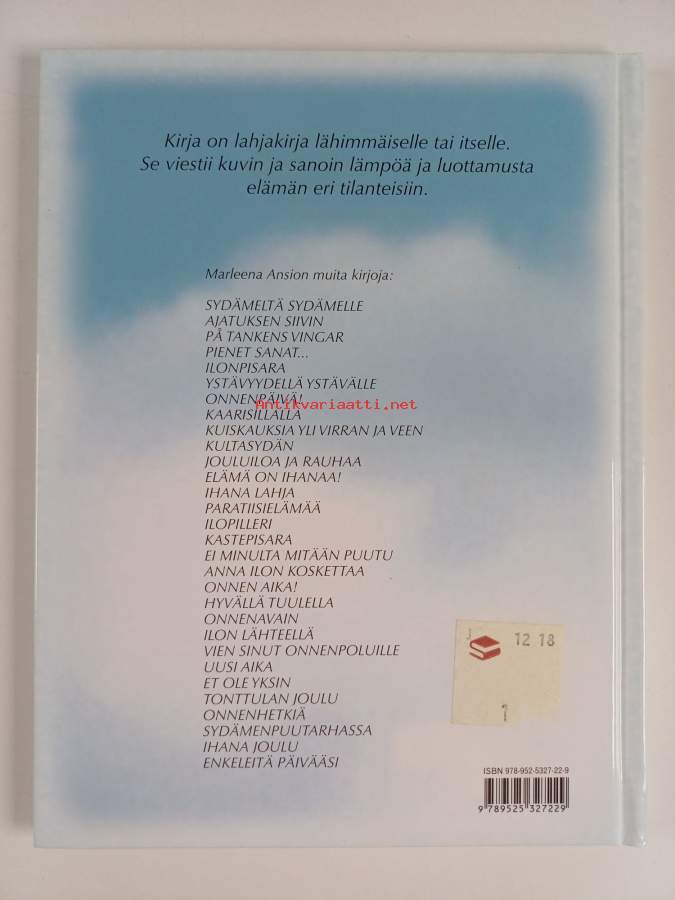 Kirja on lahjakirja lähimmäiselle tai itselle.
Se viestii kuvin ja sanoin lämpöä ja luottamusta
elämän eri tilanteisiin.
Marleena Ansion muita kirjoja:
SYDÄMELTÄ SYDÄMELLE
AJATUKSEN SIIVIN
PÅ TANKENS VINGAR
PIENET SANAT...
ILONPISARA
YSTÄVYYDELLÄ YSTÄVÄLLE
ONNENPÄIVÄ!
Antikvariaatti.net
KAARISILLALLA
KUISKAUKSIA YLI VIRRAN JA VEEN
KULTASYDÄN
JOULUILOA JA RAUHAA
ELÄMÄ ON IHANAA!
IHANA LAHJA
PARATIISIELÄMÄÄ
ILOPILLERI
KASTEPISARA
EI MINULTA MITÄÄN PUUTU
ANNA ILON KOSKETTAA
ONNEN AIKA!
HYVÄLLÄ TUULELLA
ONNENAVAIN
ILON LÄHTEELLÄ
VIEN SINUT ONNENPOLUILLE
UUSI AIKA
ET OLE YKSIN
TONTTULAN JOULU
ONNENHETKIÄ
SYDÄMENPUUTARHASSA
IHANA JOULU
ENKELEITÄ PÄIVÄÄSI
12 18
1
ISBN 978-952-5327-22-9
9 789525 327229